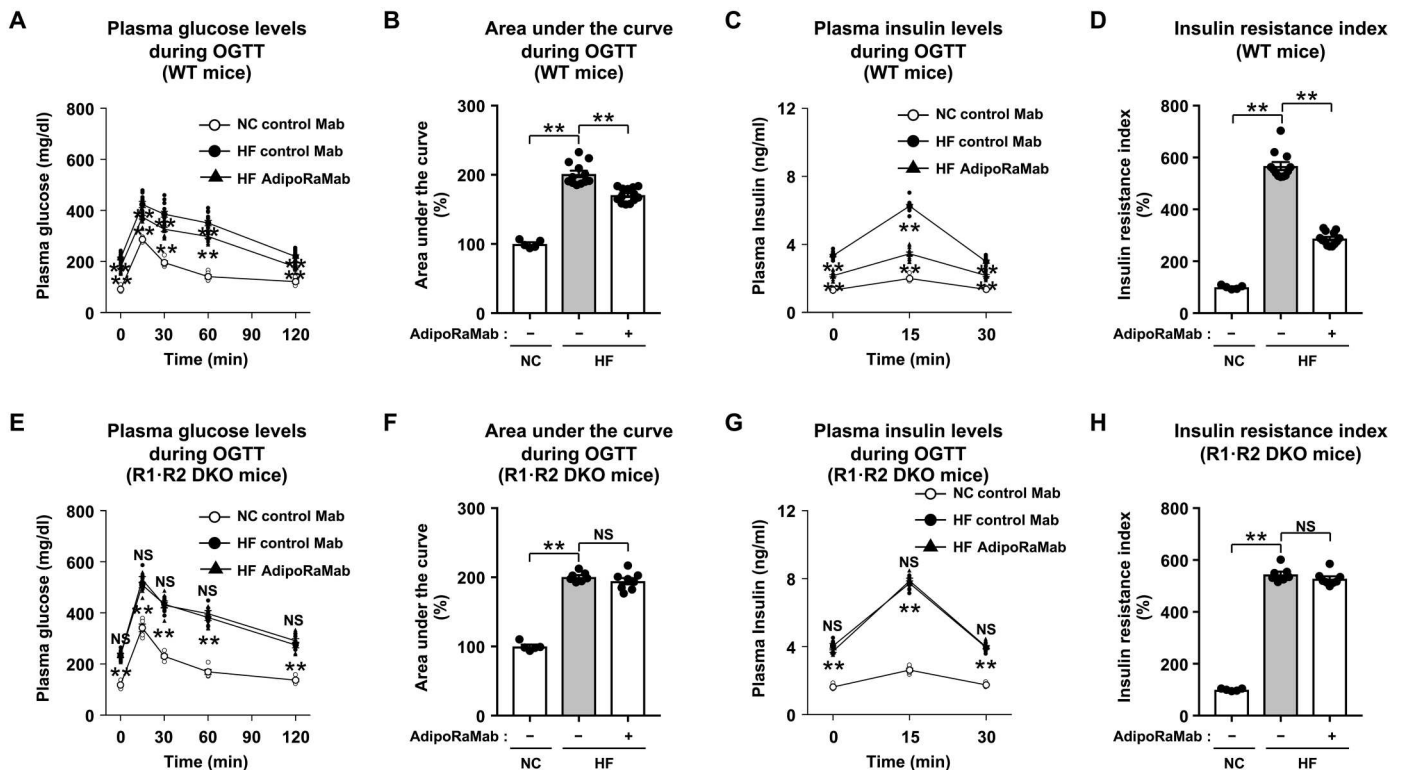 A
Plasma glucose levels
during OGTT
(WT mice)
Plasma glucose (mg/dl)
800
600
400
200
0
NC control Mab
HF control Mab
HF AdipoRaMab
**
**
**
**
**
**
**
**
**
**
0 30 60 90 120
Time (min)
B
Area under the curve
during OGTT
(WT mice)
Area under the curve
(%)
300
200
100
0
**
**
AdipoRaMab : – – +
NC HF
C
Plasma insulin levels
during OGTT
(WT mice)
Plasma Insulin (ng/ml)
12
8
4
0
NC control Mab
HF control Mab
HF AdipoRaMab
**
**
**
**
**
**
0 15 30
Time (min)
D
Insulin resistance index
(WT mice)
Insulin resistance index
(%)
800
600
400
200
0
**
**
AdipoRaMab : – – +
NC HF
E
Plasma glucose levels
during OGTT
(R1·R2 DKO mice)
Plasma glucose (mg/dl)
800
600
400
200
0
NC control Mab
HF control Mab
HF AdipoRaMab
NS
NS
NS
NS
NS
**
**
**
**
**
0 30 60 90 120
Time (min)
F
Area under the curve
during OGTT
(R1·R2 DKO mice)
Area under the curve
(%)
300
200
100
0
**
NS
AdipoRaMab : – – +
NC HF
G
Plasma insulin levels
during OGTT
(R1·R2 DKO mice)
Plasma Insulin (ng/ml)
12
8
4
0
NC control Mab
HF control Mab
HF AdipoRaMab
NS
NS
NS
**
**
**
0 15 30
Time (min)
H
Insulin resistance index
(R1·R2 DKO mice)
Insulin resistance index
(%)
800
600
400
200
0
**
NS
AdipoRaMab : – – +
NC HF